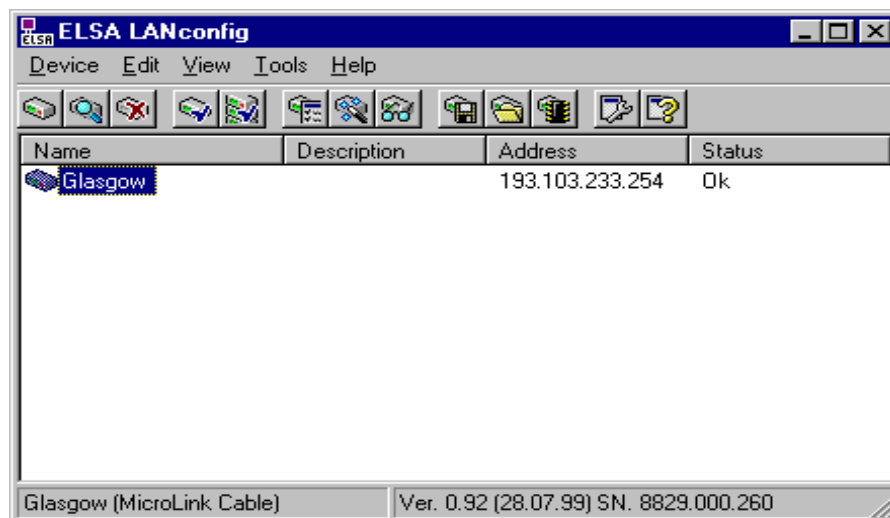 ELSA ELSA LANconfig
Device Edit View Tools Help
Name Description Address Status
Glasgow 193.103.233.254 Ok
Glasgow (MicroLink Cable) Ver. 0.92 (28.07.99) SN. 8829.000.260